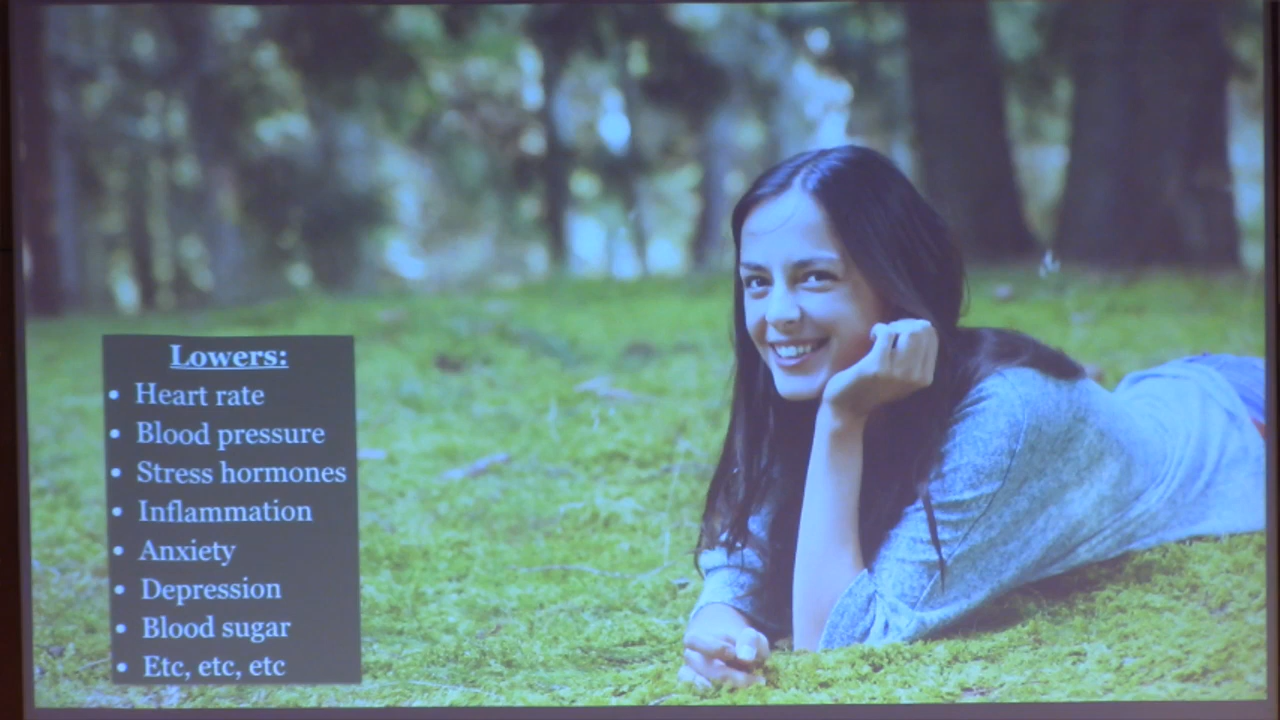 Lowers:
• Heart rate
• Blood pressure
• Stress hormones
• Inflammation
• Anxiety
• Depression
• Blood sugar
• Etc, etc, etc